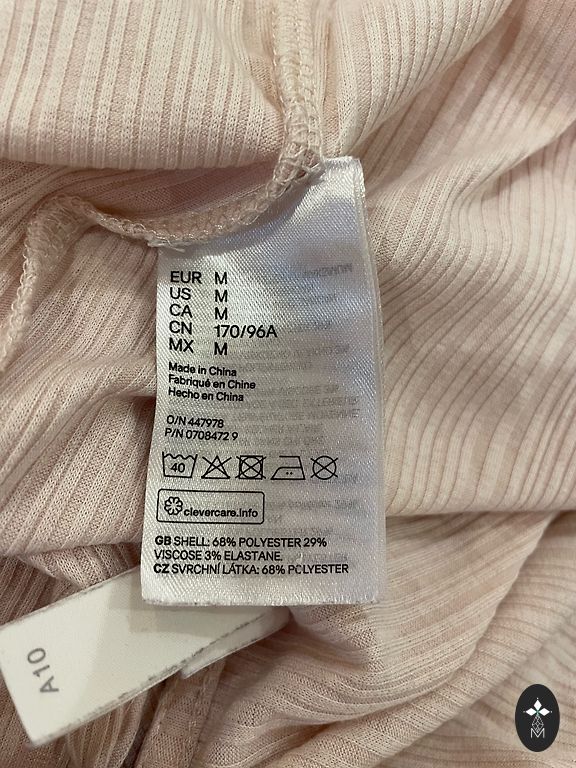 EUR M
US M
CA M
CN 170/96A
MX M
Made in China
Fabriqué en Chine
Hecho en China
O/N 447978
P/N 0708472 9
40
clevercare.info
GB SHELL: 68% POLYESTER 29%
VISCOSE 3% ELASTANE.
CZ SVRCHNÍ LÁTKA: 68% POLYESTER
A10
M